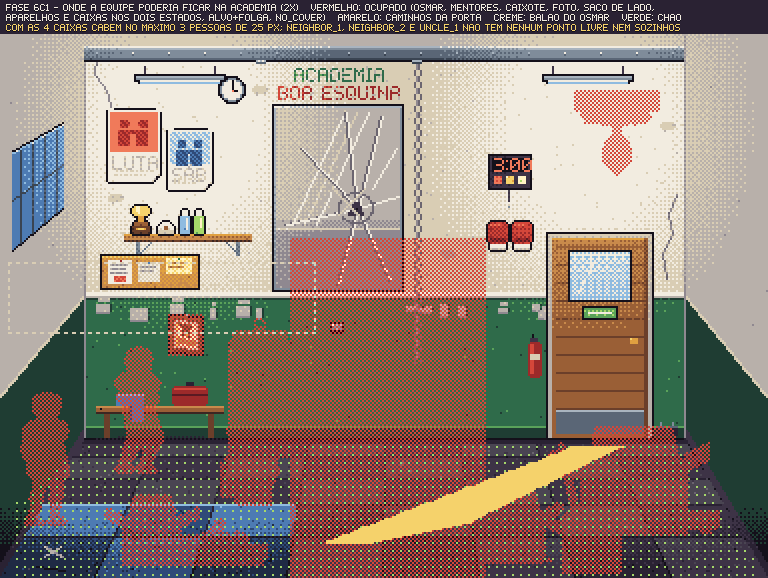 FASE 6C1 - ONDE A EQUIPE PODERIA FICAR NA ACADEMIA (2X) VERMELHO: OCUPADO (OSMAR, MENTORES, CAIXOTE, FOTO, SACO DE LADO,
APARELHOS E CAIXAS NOS DOIS ESTADOS, ALVO+FOLGA, NO_COVER) AMARELO: CAMINHOS DA PORTA CREME: BALAO DO OSMAR VERDE: CHAO
COM AS 4 CAIXAS CABEM NO MAXIMO 3 PESSOAS DE 25 PX; NEIGHBOR_1, NEIGHBOR_2 E UNCLE_1 NAO TEM NENHUM PONTO LIVRE NEM SOZINHOS
ACADEMIA
BOA ESQUINA
LUTA
SAB
3:00